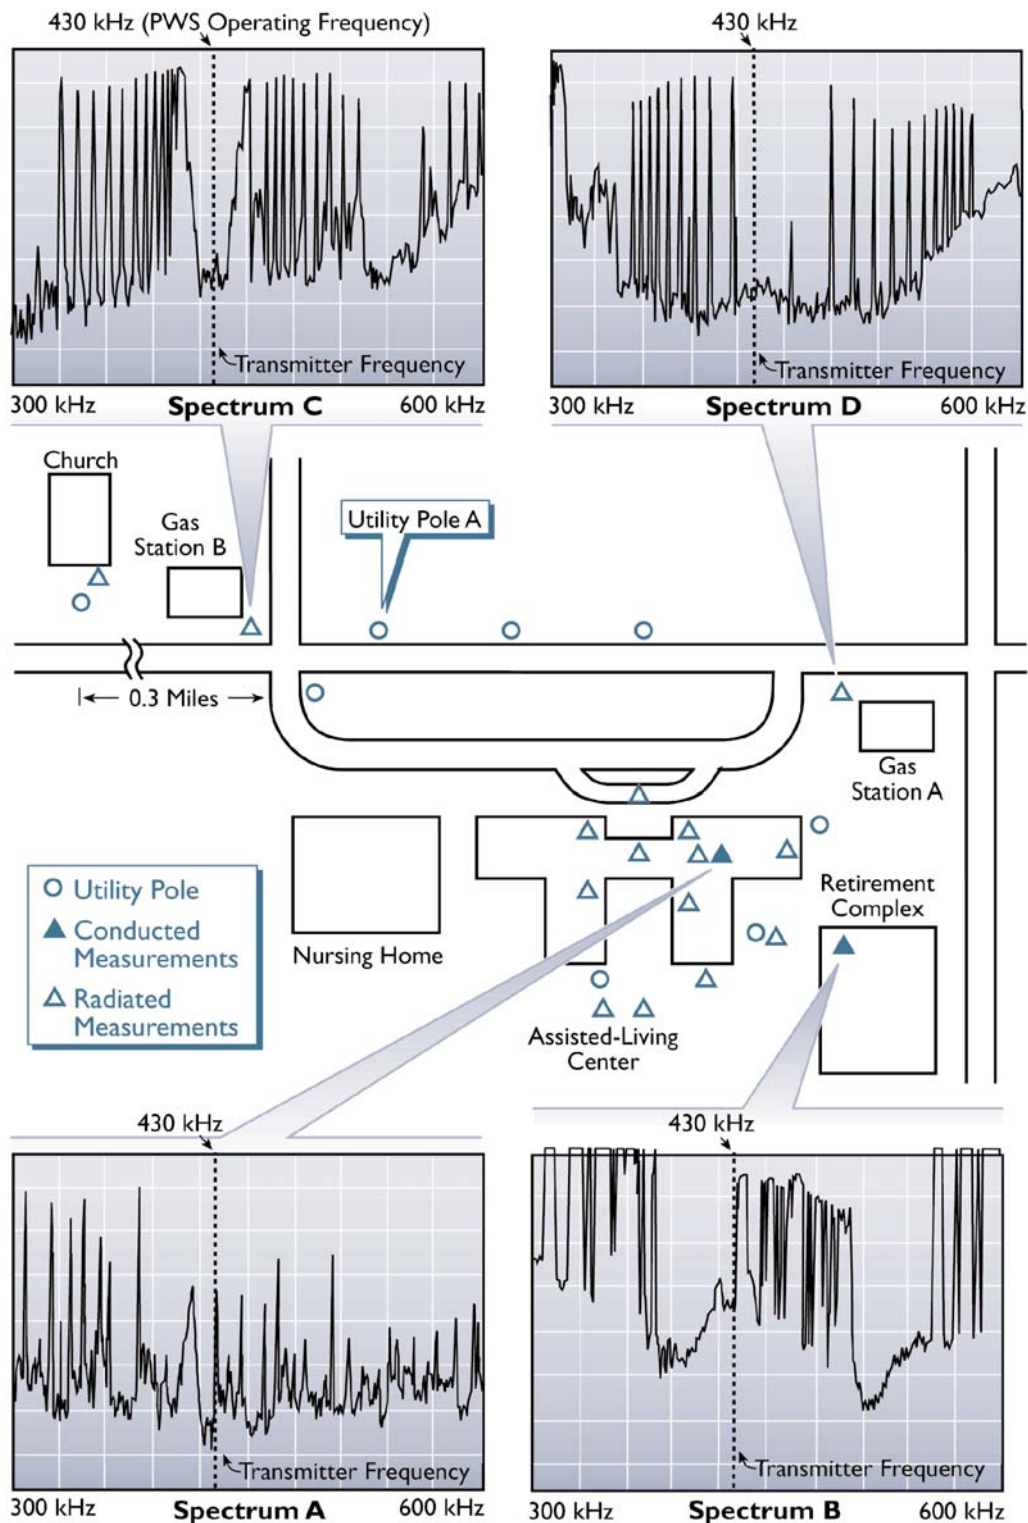 430 kHz (PWS Operating Frequency)
430 kHz
Transmitter Frequency
Transmitter Frequency
300 kHz
Spectrum C
600 kHz
300 kHz
Spectrum D
600 kHz
Church
Gas
Station B
Utility Pole A
0.3 Miles
Gas
Station A
Utility Pole
Conducted
Measurements
Radiated
Measurements
Nursing Home
Retirement
Complex
Assisted-Living
Center
430 kHz
430 kHz
Transmitter Frequency
Transmitter Frequency
300 kHz
Spectrum A
600 kHz
300 kHz
Spectrum B
600 kHz